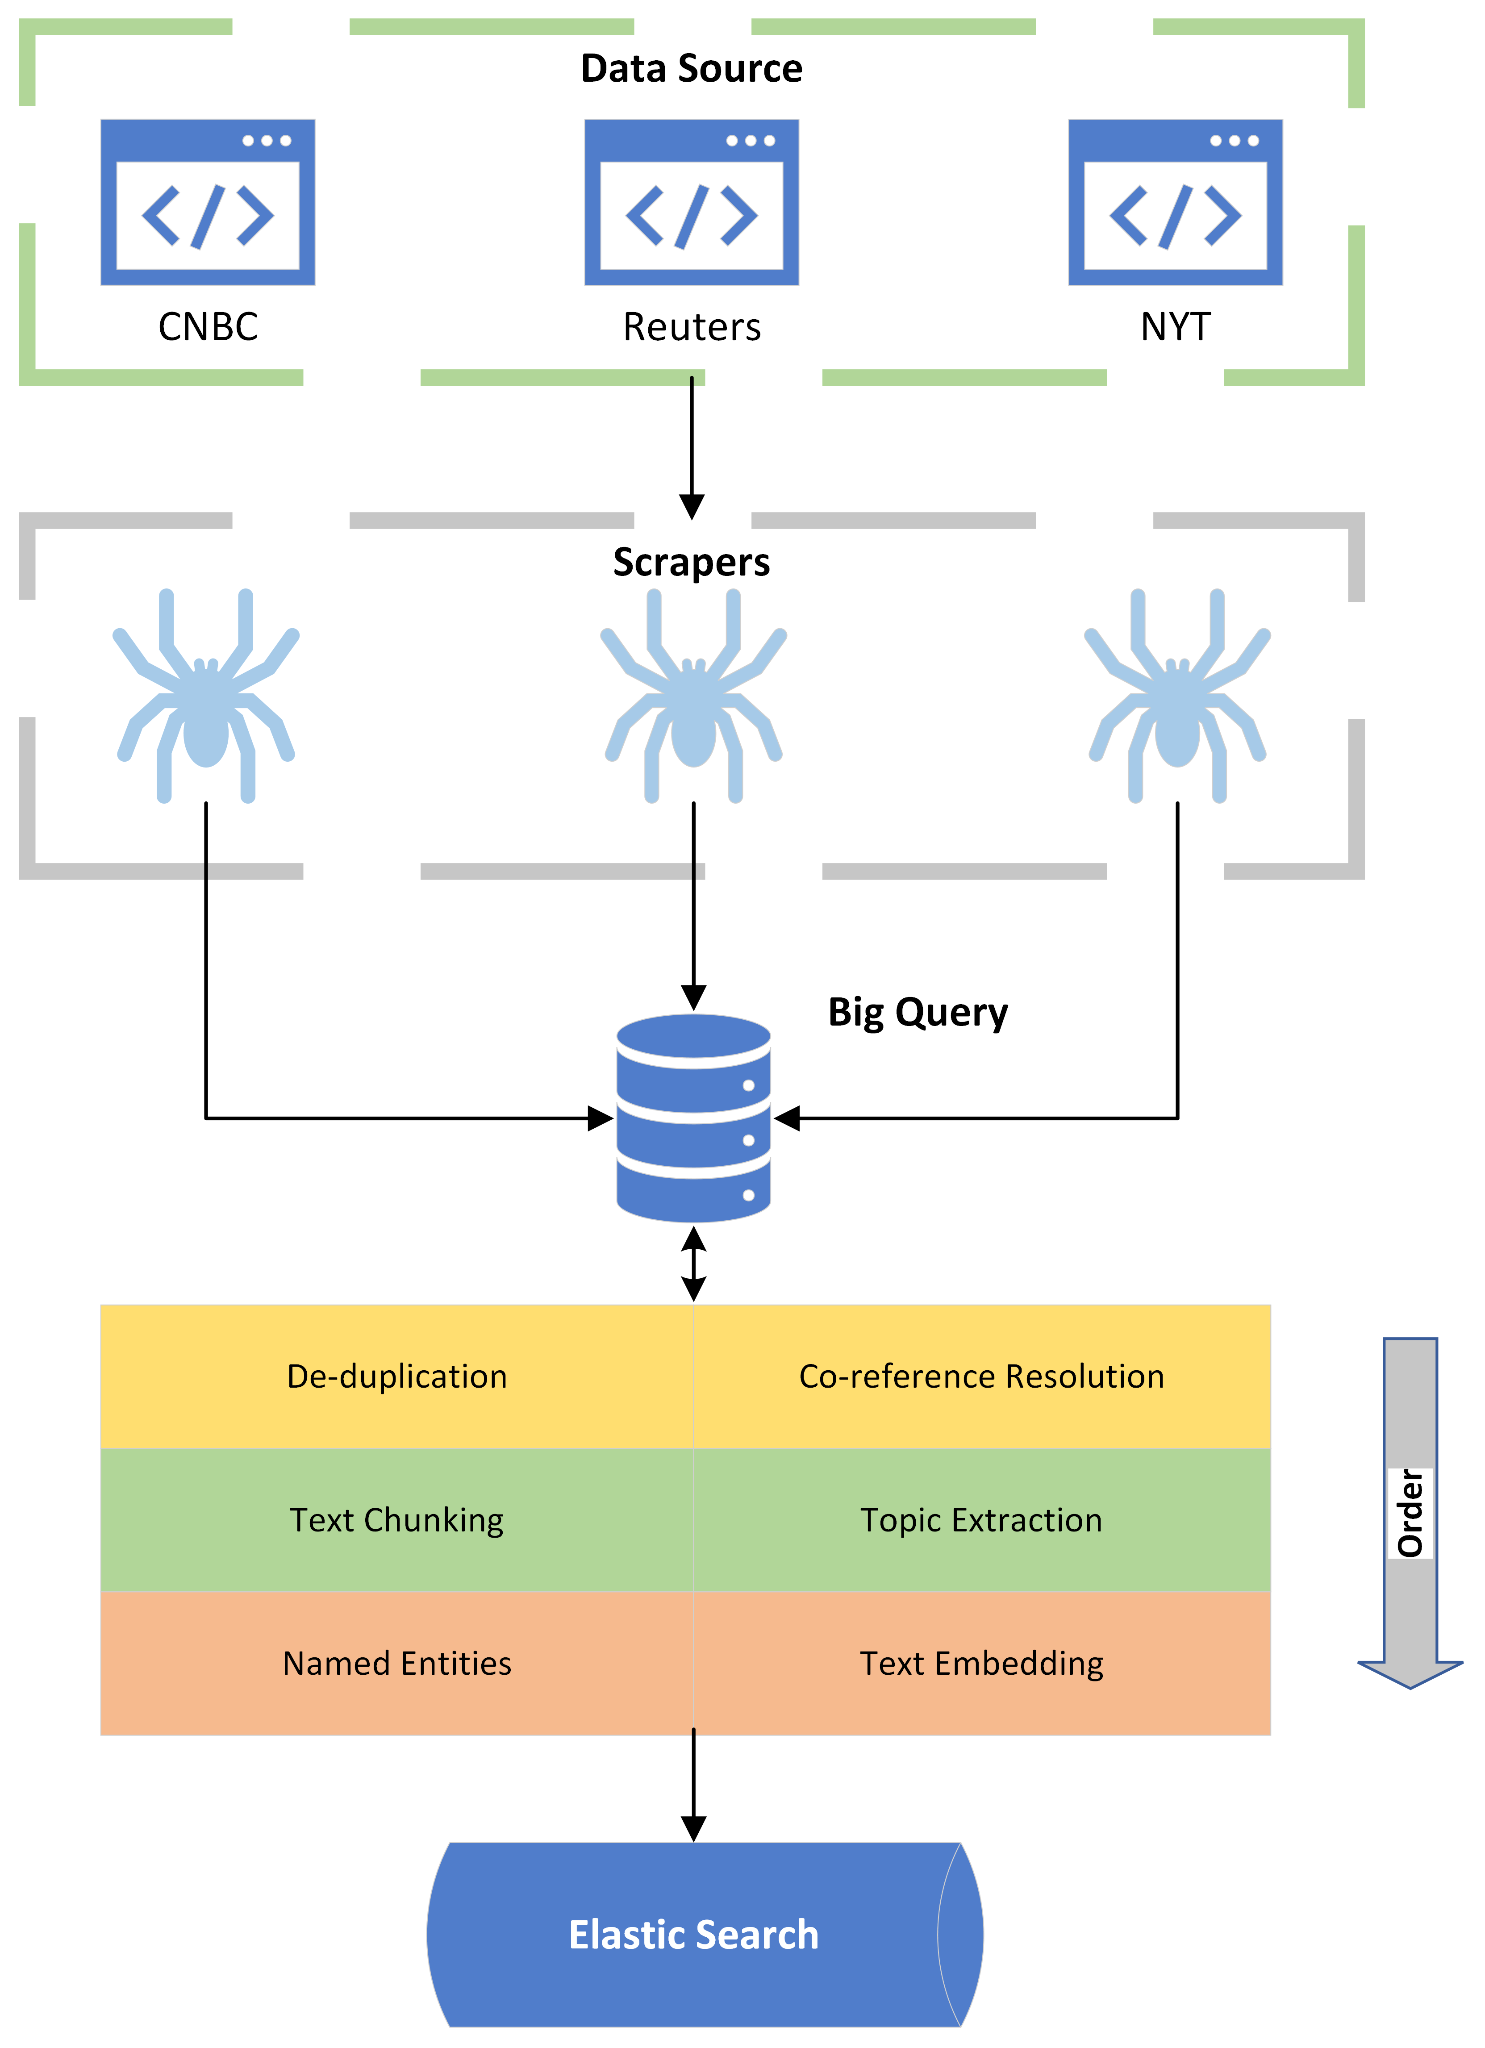 Data Source
CNBC
Reuters
NYT
Scrapers
Big Query
De-duplication
Co-reference Resolution
Text Chunking
Topic Extraction
Named Entities
Text Embedding
Order
Elastic Search